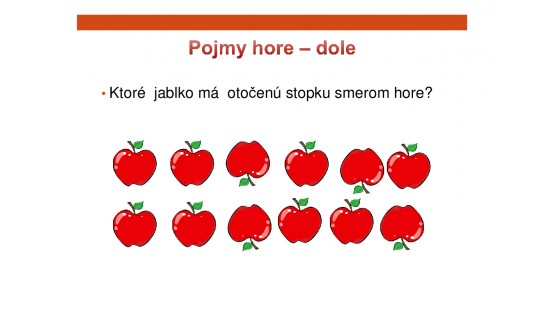 Pojmy hore – dole
• Ktoré jablko má otočenú stopku smerom hore?